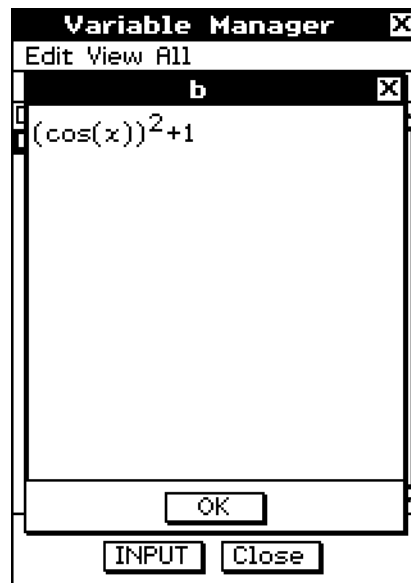 Variable Manager
Edit View All
b
(cos(x))²+1
OK
INPUT Close